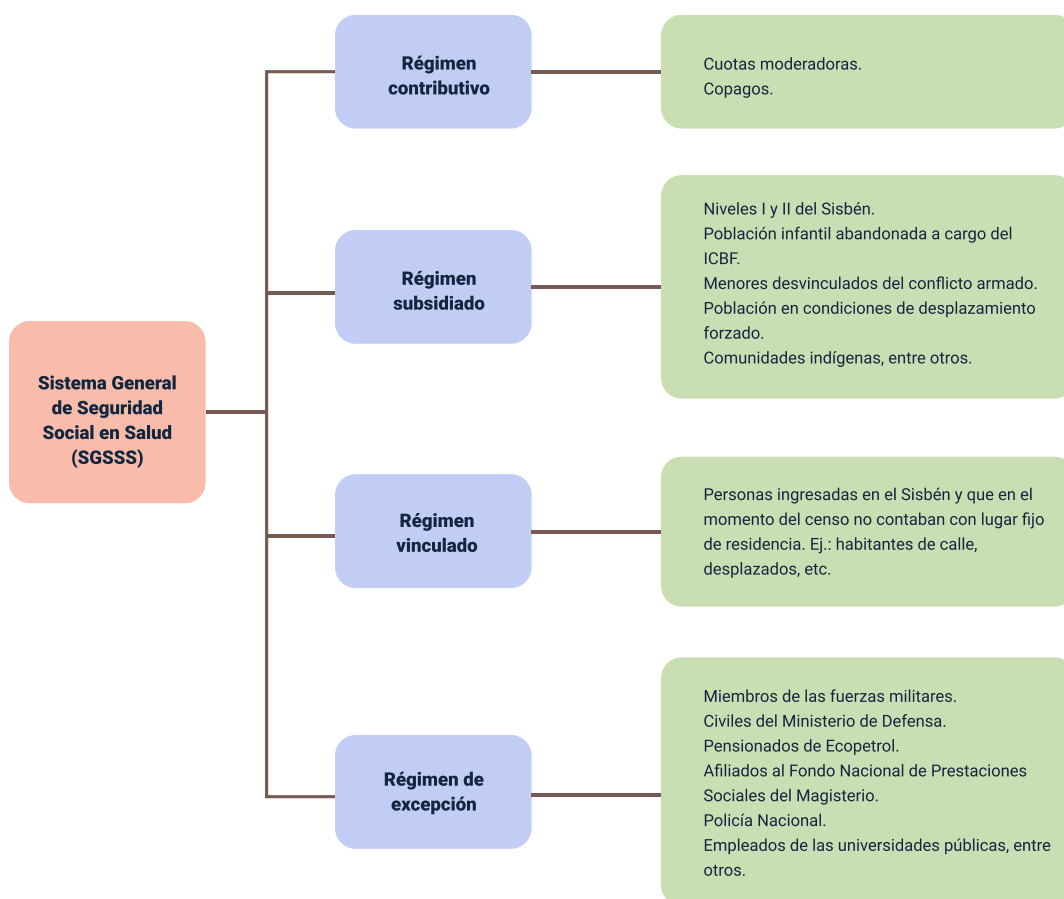 Sistema General
de Seguridad
Social en Salud
(SGSSS)
Régimen
contributivo
Cuotas moderadoras.
Copagos.
Régimen
subsidiado
Niveles I y II del Sisbén.
Población infantil abandonada a cargo del
ICBF.
Menores desvinculados del conflicto armado.
Población en condiciones de desplazamiento
forzado.
Comunidades indígenas, entre otros.
Régimen
vinculado
Personas ingresadas en el Sisbén y que en el
momento del censo no contaban con lugar fijo
de residencia. Ej.: habitantes de calle,
desplazados, etc.
Régimen de
excepción
Miembros de las fuerzas militares.
Civiles del Ministerio de Defensa.
Pensionados de Ecopetrol.
Afiliados al Fondo Nacional de Prestaciones
Sociales del Magisterio.
Policía Nacional.
Empleados de las universidades públicas, entre
otros.